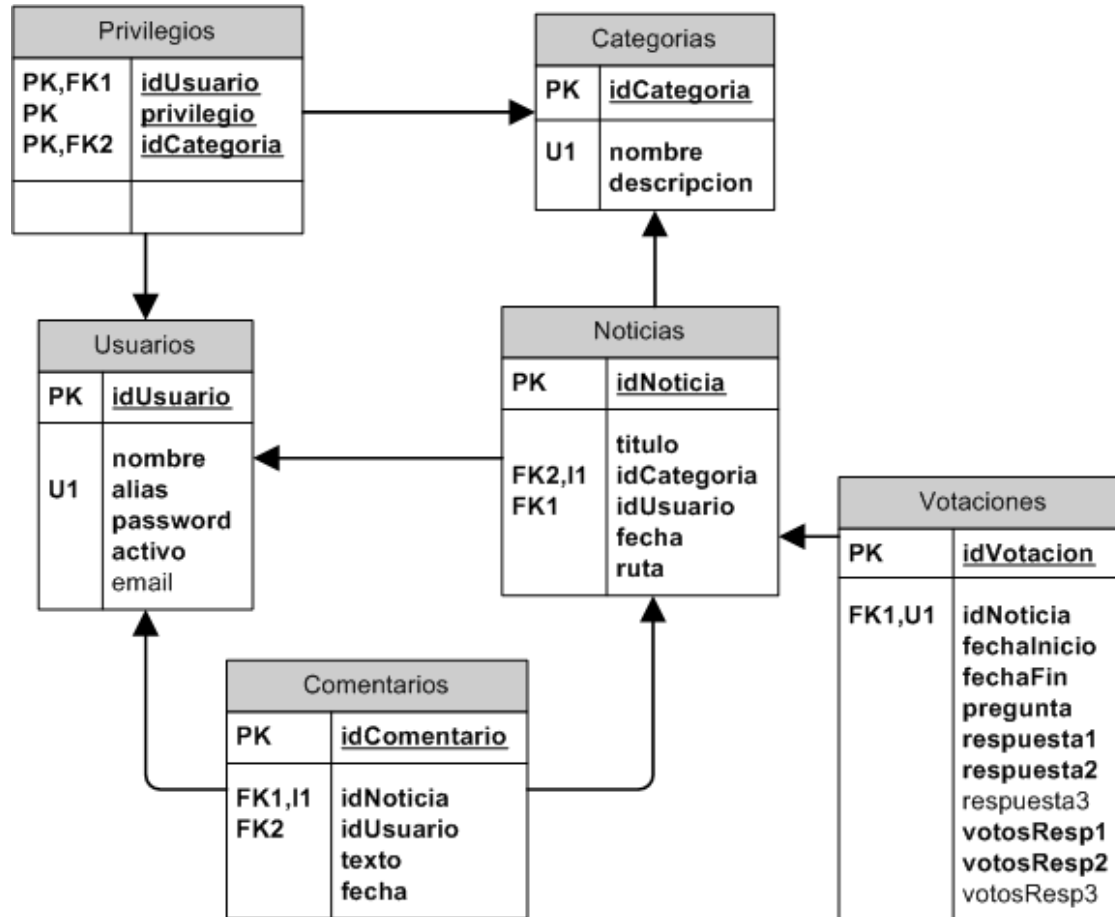 Privilegios
PK,FK1 idUsuario
PK privilegio
PK,FK2 idCategoria
Categorias
PK idCategoria
U1 nombre
descripcion
Usuarios
PK idUsuario
nombre
U1 alias
password
activo
email
Noticias
PK idNoticia
titulo
FK2,I1 idCategoria
FK1 idUsuario
fecha
ruta
Votaciones
PK idVotacion
FK1,U1 idNoticia
fechaInicio
fechaFin
pregunta
respuesta1
respuesta2
respuesta3
votosResp1
votosResp2
votosResp3
Comentarios
PK idComentario
FK1,I1 idNoticia
FK2 idUsuario
texto
fecha